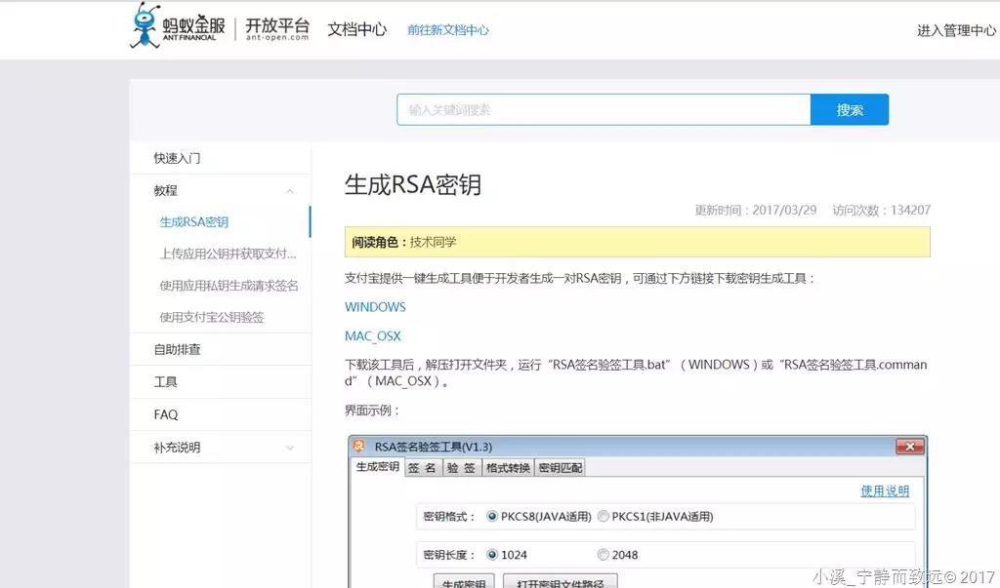 蚂蚁金服 开放平台 文档中心 前往新文档中心 进入管理中心
ANT FINANCIAL ant-open.com
输入关键词搜索 搜索
快速入门
教程
生成RSA密钥
上传应用公钥并获取支付...
使用应用私钥生成请求签名
使用支付宝公钥验签
自助排查
工具
FAQ
补充说明
生成RSA密钥
更新时间：2017/03/29 访问次数：134207
阅读角色：技术同学
支付宝提供一键生成工具便于开发者生成一对RSA密钥，可通过下方链接下载密钥生成工具：
WINDOWS
MAC_OSX
下载该工具后，解压打开文件夹，运行“RSA签名验签工具.bat”（WINDOWS）或“RSA签名验签工具.comman
d”（MAC_OSX）。
界面示例：
RSA签名验签工具(V1.3)
生成密钥 签 名 验 签 格式转换 密钥匹配
使用说明
密钥格式： PKCS8(JAVA适用) PKCS1(非JAVA适用)
密钥长度： 1024 2048
生成密钥 打开密钥文件路径
小溪_宁静而致远© 2017